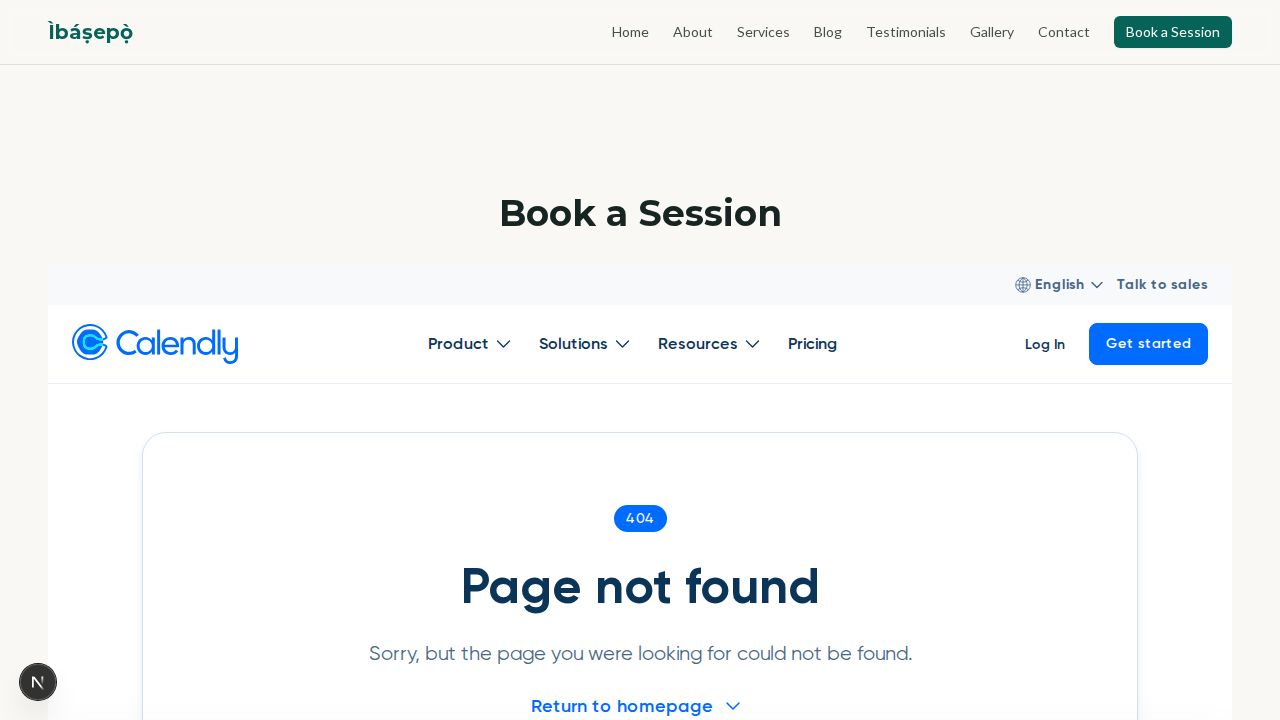 Ìbáṣepọ̀ Home About Services Blog Testimonials Gallery Contact Book a Session
Book a Session
English Talk to sales
Calendly Product Solutions Resources Pricing Log In Get started
404
Page not found
Sorry, but the page you were looking for could not be found.
Return to homepage
N